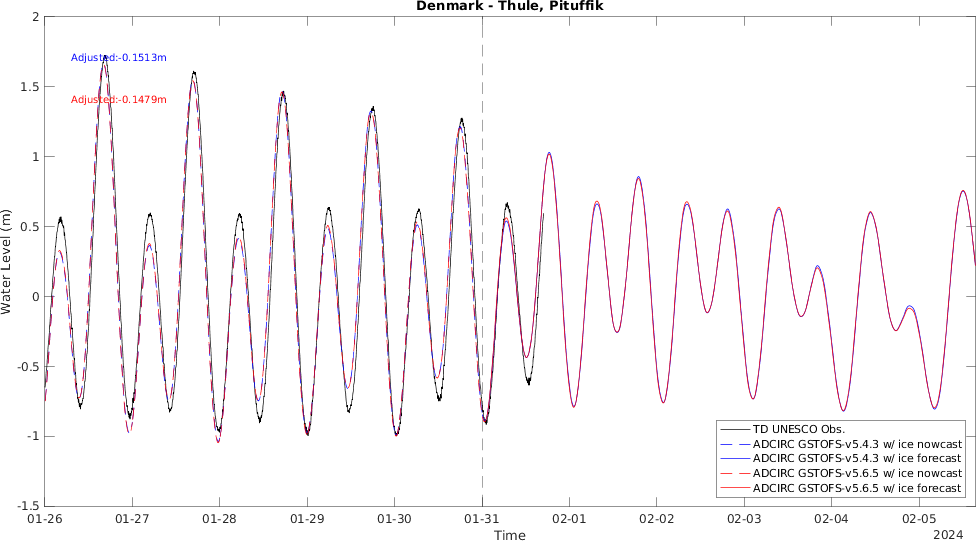 Denmark - Thule, Pituffik
2
1.5
1
0.5
0
-0.5
-1
-1.5
Water Level (m)
Adjusted:-0.1513m
Adjusted:-0.1479m
TD UNESCO Obs.
ADCIRC GSTOFS-v5.4.3 w/ ice nowcast
ADCIRC GSTOFS-v5.4.3 w/ ice forecast
ADCIRC GSTOFS-v5.6.5 w/ ice nowcast
ADCIRC GSTOFS-v5.6.5 w/ ice forecast
01-26 01-27 01-28 01-29 01-30 01-31 02-01 02-02 02-03 02-04 02-05
Time
2024